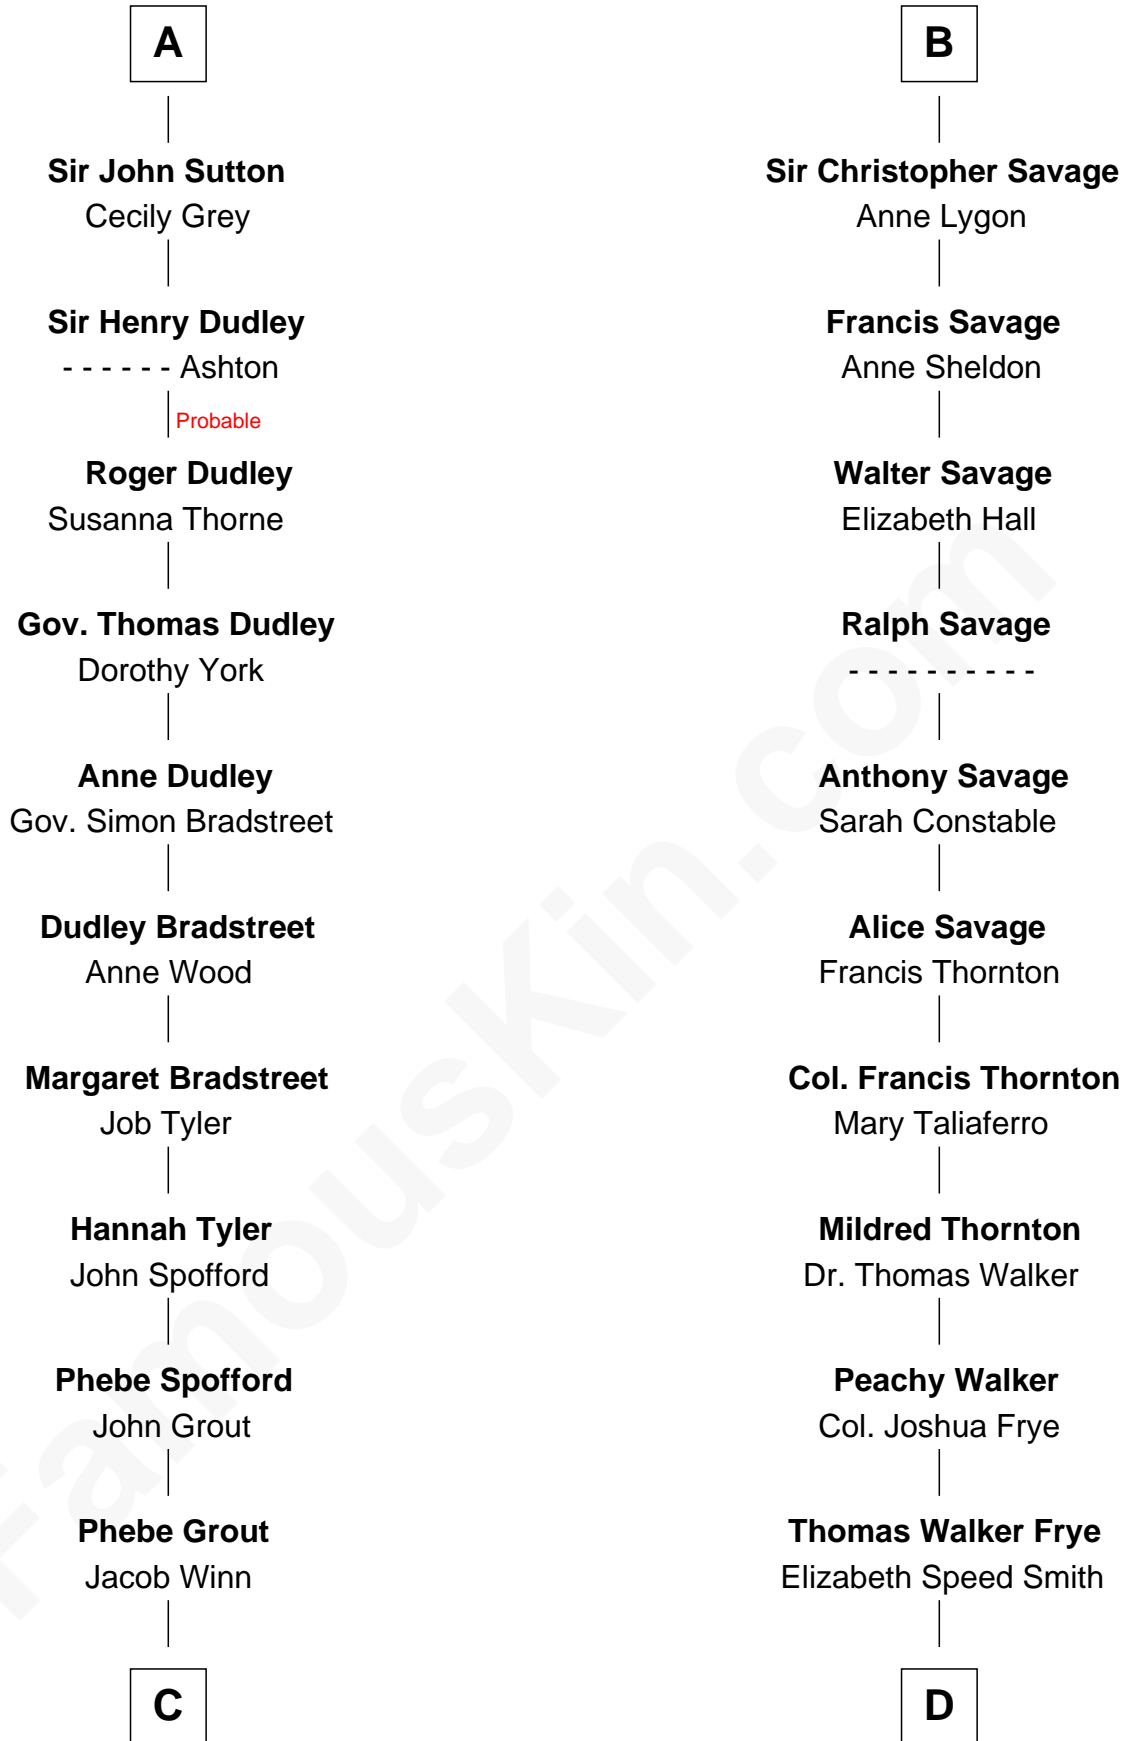 A
Sir John Sutton
Cecily Grey
Sir Henry Dudley
- - - - - - Ashton
Probable
Roger Dudley
Susanna Thorne
Gov. Thomas Dudley
Dorothy York
Anne Dudley
Gov. Simon Bradstreet
Dudley Bradstreet
Anne Wood
Margaret Bradstreet
Job Tyler
Hannah Tyler
John Spofford
Phebe Spofford
John Grout
Phebe Grout
Jacob Winn
C
B
Sir Christopher Savage
Anne Lygon
Francis Savage
Anne Sheldon
Walter Savage
Elizabeth Hall
Ralph Savage
- - - - - - - - - -
Anthony Savage
Sarah Constable
Alice Savage
Francis Thornton
Col. Francis Thornton
Mary Taliaferro
Mildred Thornton
Dr. Thomas Walker
Peachy Walker
Col. Joshua Frye
Thomas Walker Frye
Elizabeth Speed Smith
D
FamousKin.com